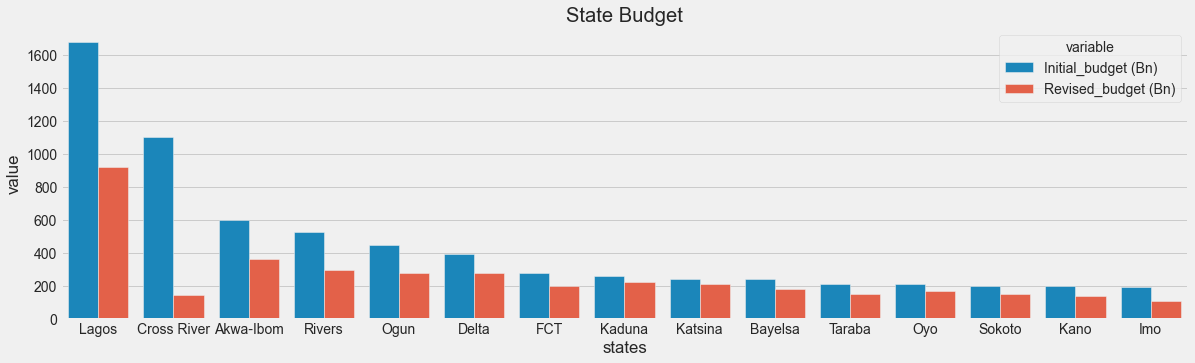 State Budget
value
1600
1400
1200
1000
800
600
400
200
0
variable
Initial_budget (Bn)
Revised_budget (Bn)
Lagos Cross River Akwa-Ibom Rivers Ogun Delta FCT Kaduna Katsina Bayelsa Taraba Oyo Sokoto Kano Imo
states